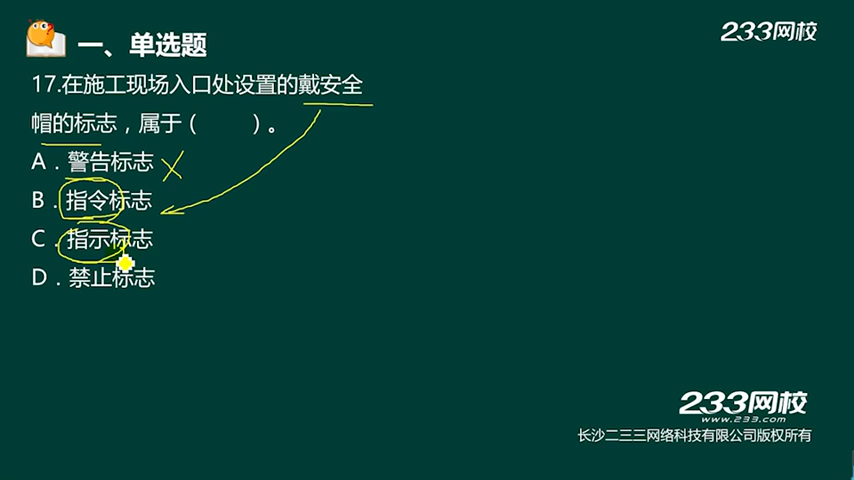 一、单选题
233网校
17.在施工现场入口处设置的戴安全
帽的标志，属于（　　）。
A．警告标志
B．指令标志
C．指示标志
D．禁止标志
233网校
www.233.com
长沙二三三网络科技有限公司版权所有